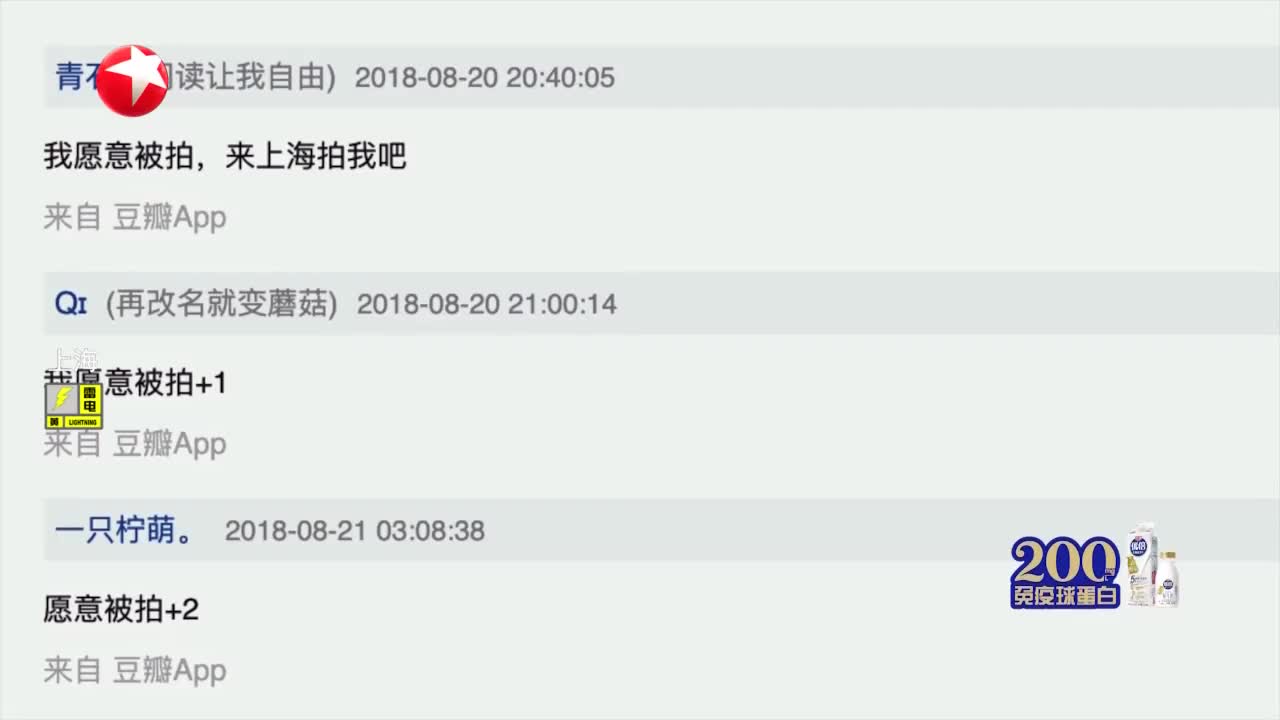 青 读让我自由) 2018-08-20 20:40:05
我愿意被拍，来上海拍我吧
来自 豆瓣App
Qı (再改名就变蘑菇) 2018-08-20 21:00:14
上海
我愿意被拍+1
雷电
黄 LIGHTNING
来自 豆瓣App
一只柠萌。 2018-08-21 03:08:38
200
免疫球蛋白
愿意被拍+2
来自 豆瓣App